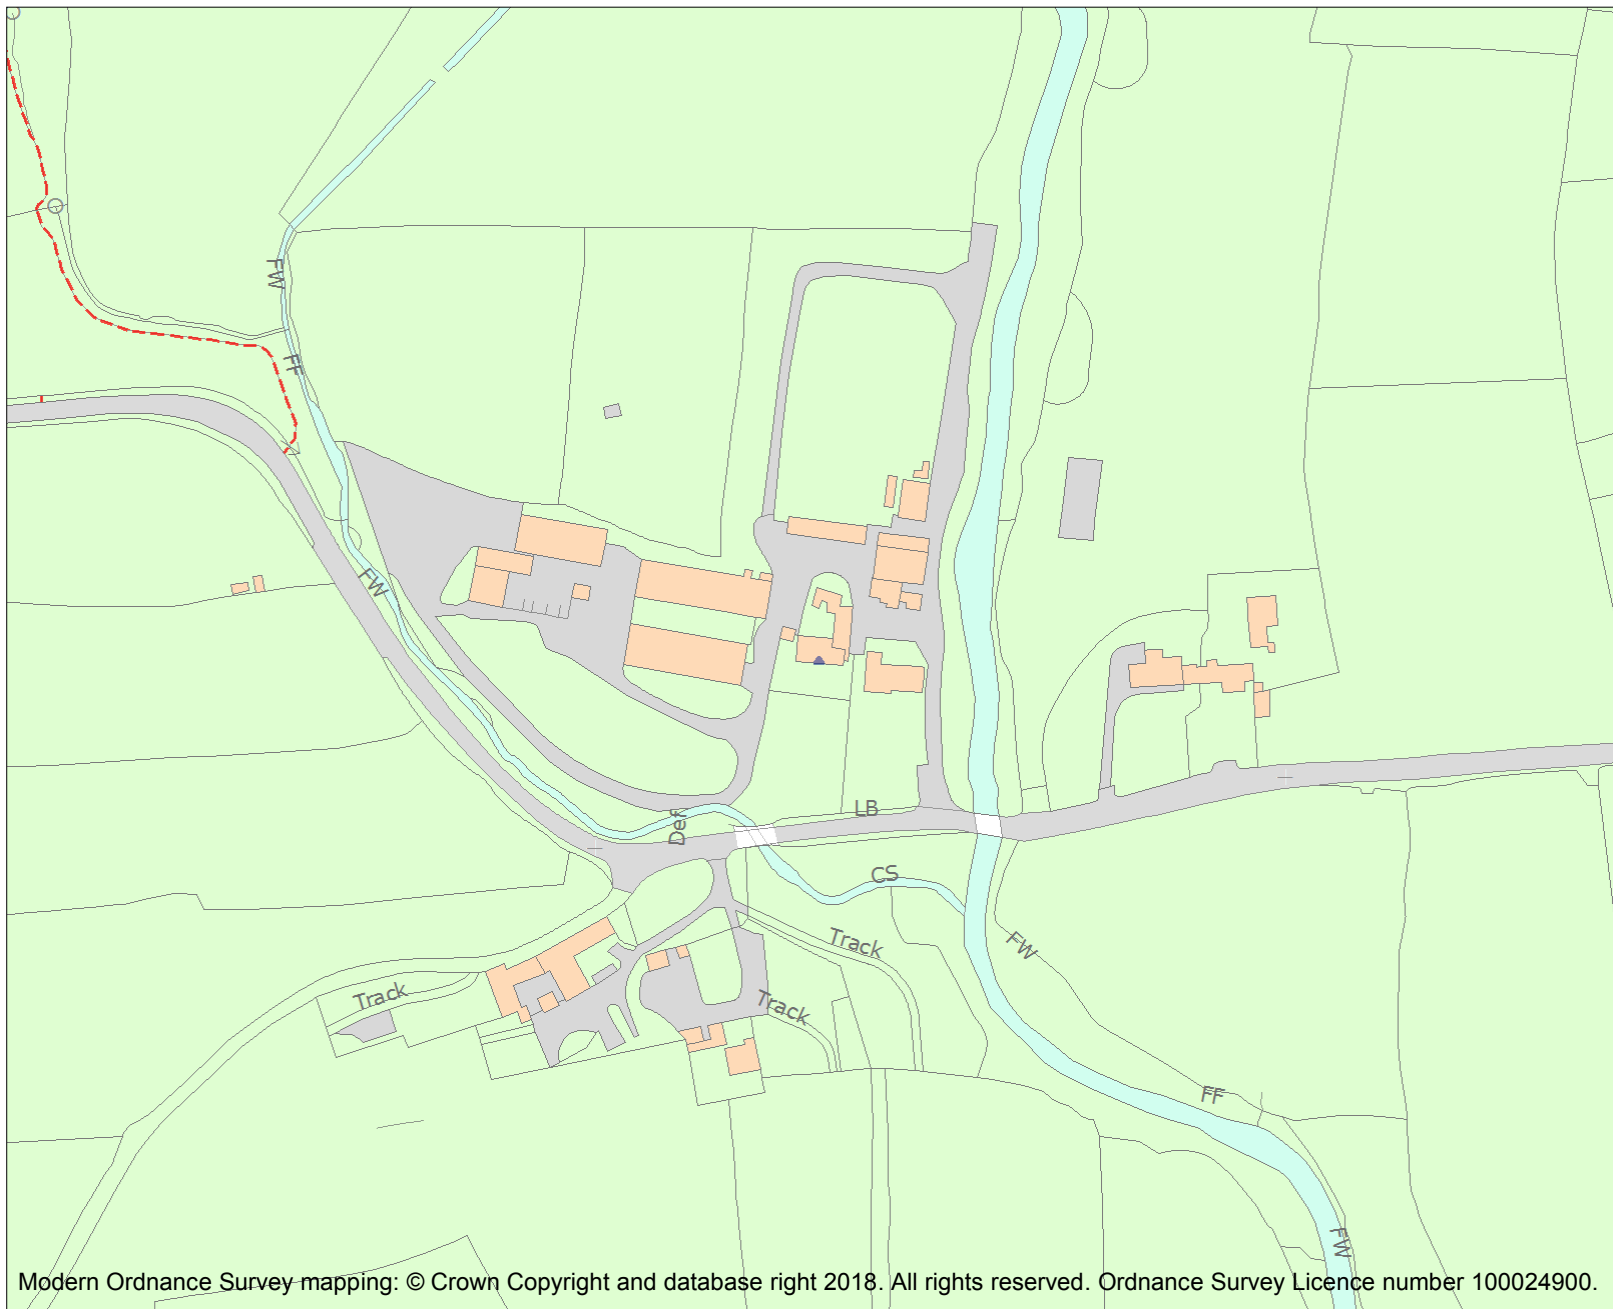 FW
FF
FW
LB
Def
CS
Track
FW
Track
Track
FF
FW
Modern Ordnance Survey mapping: © Crown Copyright and database right 2018. All rights reserved. Ordnance Survey Licence number 100024900.